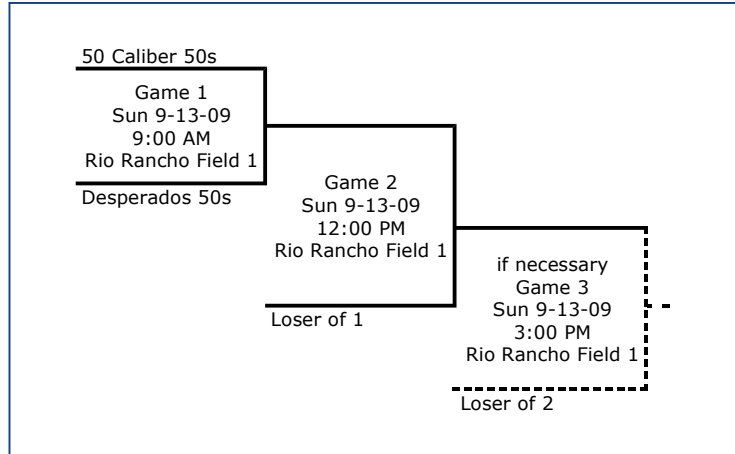 50 Caliber 50s
Game 1
Sun 9-13-09
9:00 AM
Rio Rancho Field 1
Desperados 50s
Game 2
Sun 9-13-09
12:00 PM
Rio Rancho Field 1
Loser of 1
if necessary
Game 3
Sun 9-13-09
3:00 PM
Rio Rancho Field 1
Loser of 2